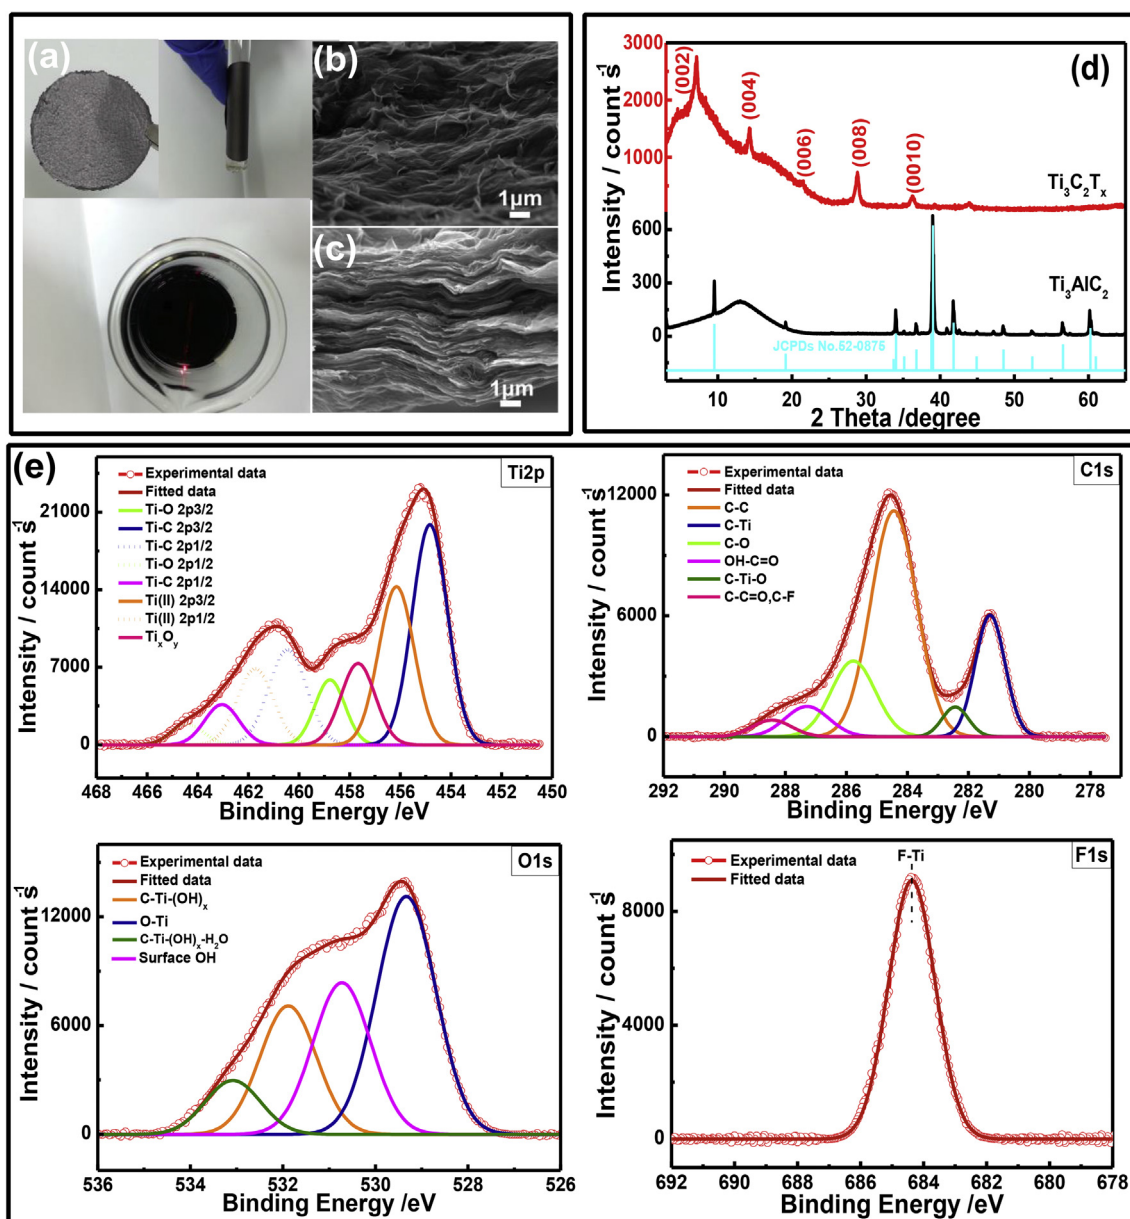 (a)
(b)
1μm
(c)
1μm
(d)
Intensity / count s⁻¹
3000
2000
1000
600
300
0
(002)
(004)
(006)
(008)
(0010)
Ti₃C₂Tₓ
Ti₃AlC₂
JCPDs No.52-0875
10 20 30 40 50 60
2 Theta /degree
(e)
Ti2p
Experimental data
Fitted data
Ti-O 2p3/2
Ti-C 2p3/2
Ti-C 2p1/2
Ti-O 2p1/2
Ti-C 2p1/2
Ti(II) 2p3/2
Ti(II) 2p1/2
TiₓOᵧ
Intensity / count s⁻¹
21000
14000
7000
0
468 466 464 462 460 458 456 454 452 450
Binding Energy /eV
C1s
Experimental data
Fitted data
C-C
C-Ti
C-O
OH-C=O
C-Ti-O
C-C=O,C-F
Intensity / count s⁻¹
12000
6000
0
292 290 288 286 284 282 280 278
Binding Energy /eV
O1s
Experimental data
Fitted data
C-Ti-(OH)ₓ
O-Ti
C-Ti-(OH)ₓ-H₂O
Surface OH
Intensity / count s⁻¹
12000
6000
0
536 534 532 530 528 526
Binding Energy /eV
F1s
Experimental data
Fitted data
F-Ti
Intensity / count s⁻¹
8000
4000
0
692 690 688 686 684 682 680 678
Binding Energy /eV